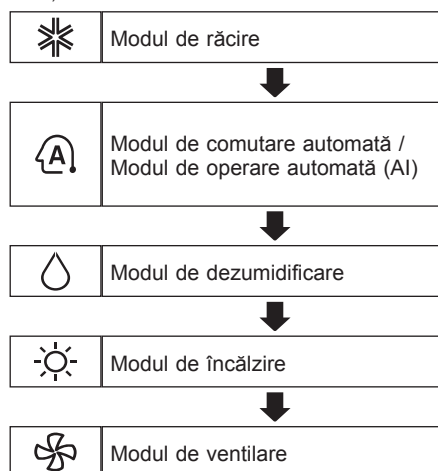 Modul de răcire
A
Modul de comutare automată /
Modul de operare automată (AI)
Modul de dezumidificare
Modul de încălzire
Modul de ventilare